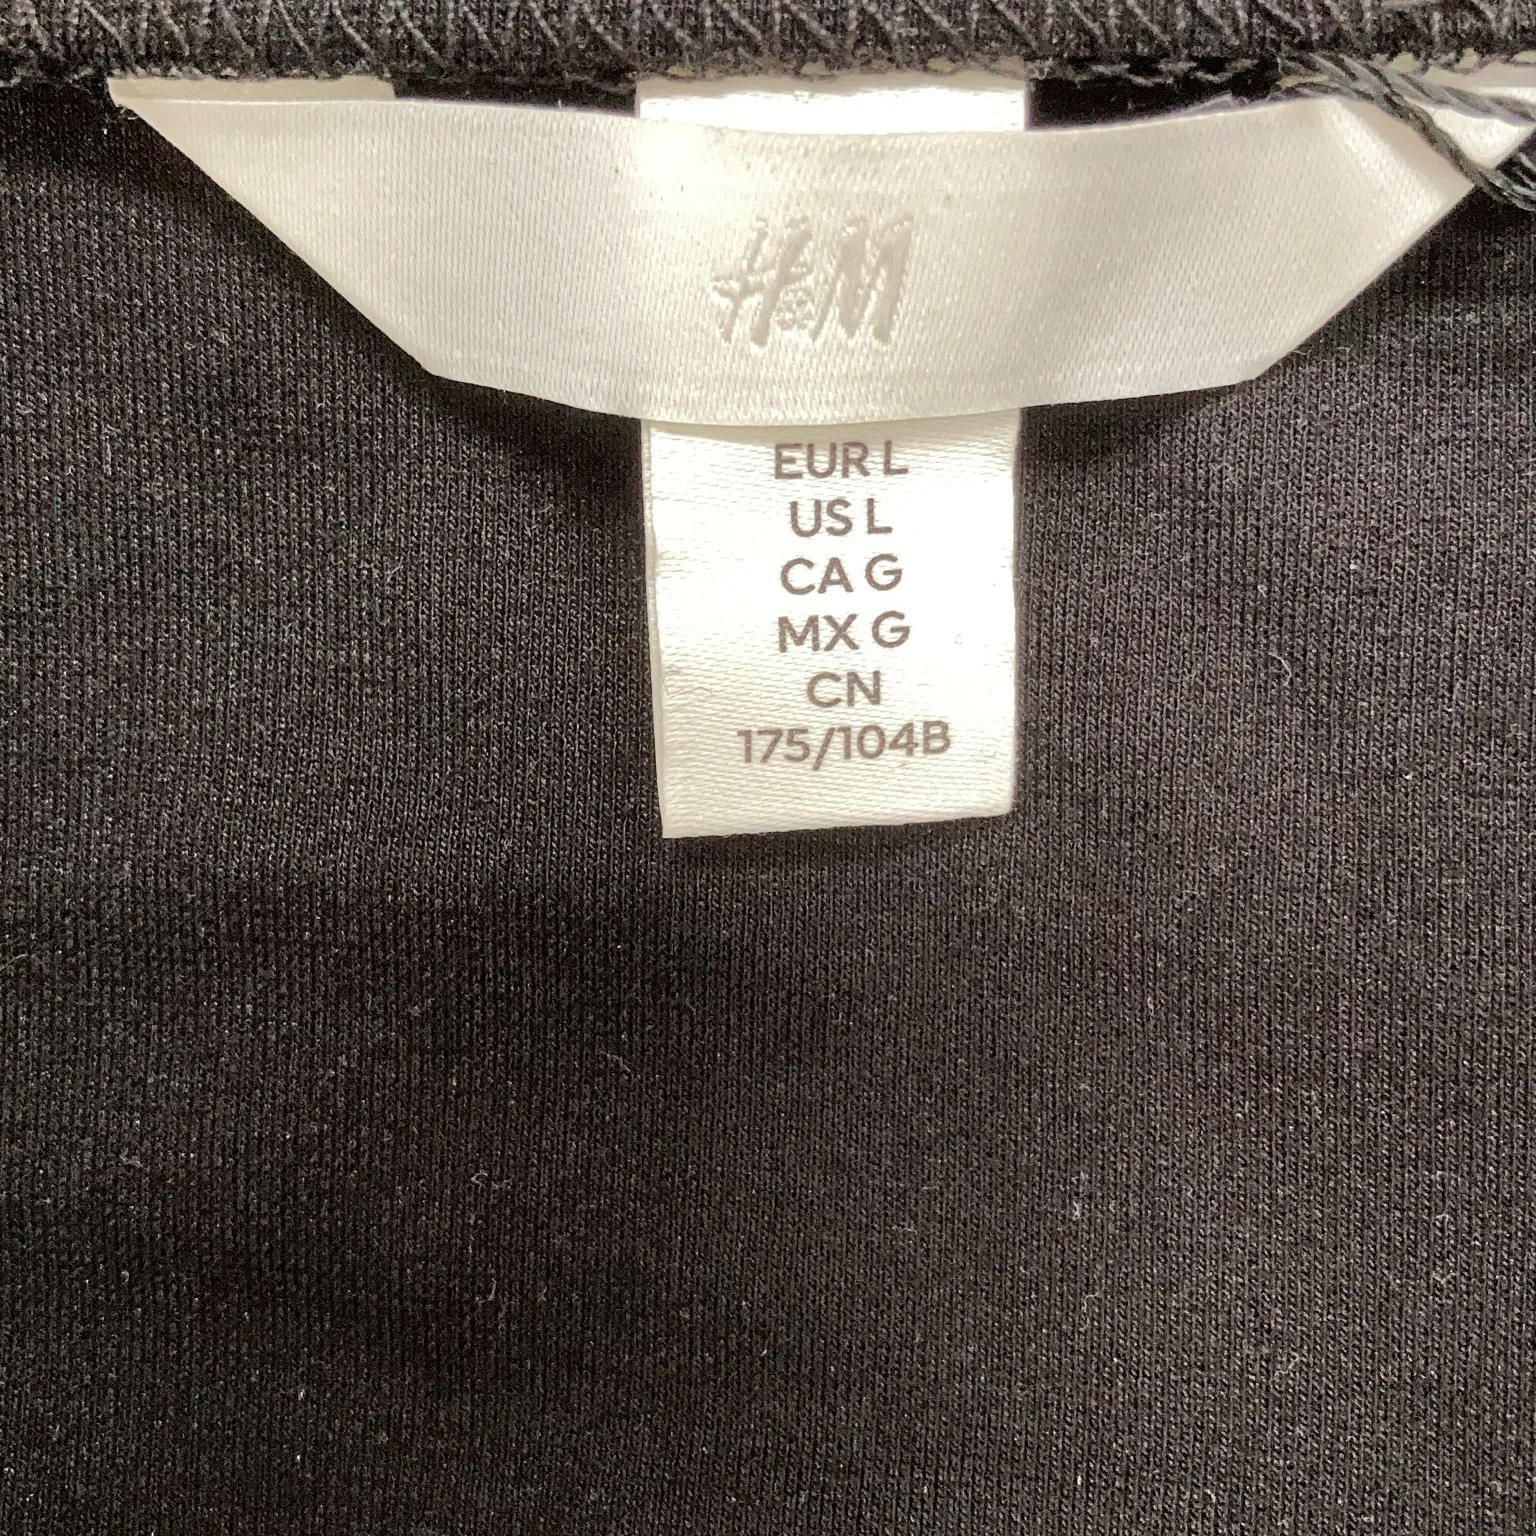 H&M
EUR L
US L
CA G
MX G
CN
175/104B